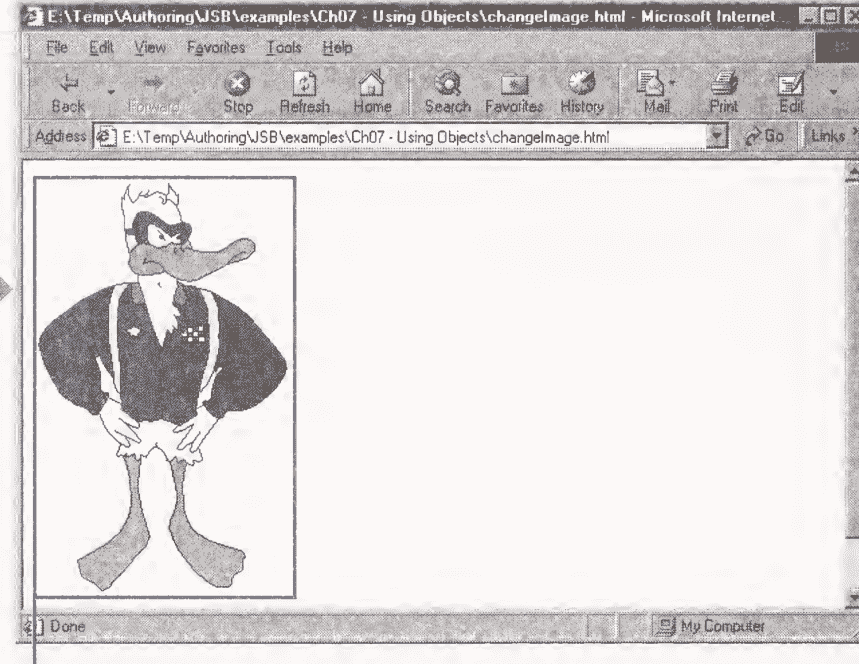 E:\Temp\Authoring\JSB\examples\Ch07 - Using Objects\changeImage.html - Microsoft Internet...
File Edit View Favorites Tools Help
Back Forward Stop Refresh Home Search Favorites History Mail Print Edit
Address E:\Temp\Authoring\JSB\examples\Ch07 - Using Objects\changeImage.html Go Links »
Done My Computer